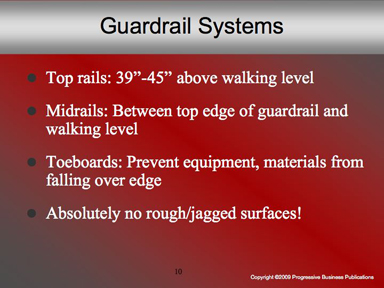 Guardrail Systems
Top rails: 39”-45” above walking level
Midrails: Between top edge of guardrail and
walking level
Toeboards: Prevent equipment, materials from
falling over edge
Absolutely no rough/jagged surfaces!
10
Copyright ©2009 Progressive Business Publications